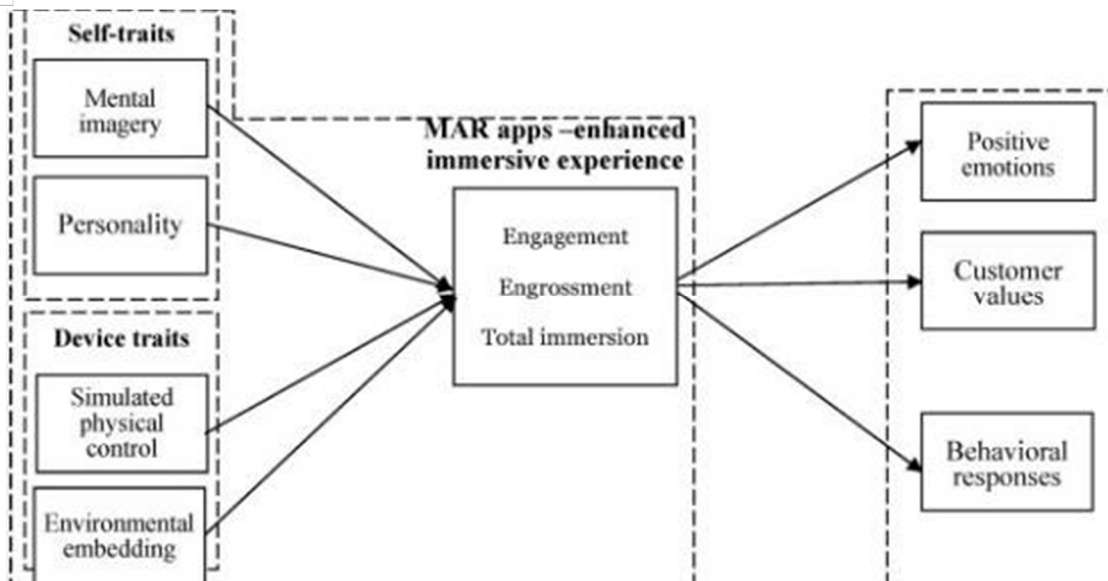 Self-traits
Mental
imagery
Personality
Device traits
Simulated
physical
control
Environmental
embedding
MAR apps –enhanced
immersive experience
Engagement
Engrossment
Total immersion
Positive
emotions
Customer
values
Behavioral
responses